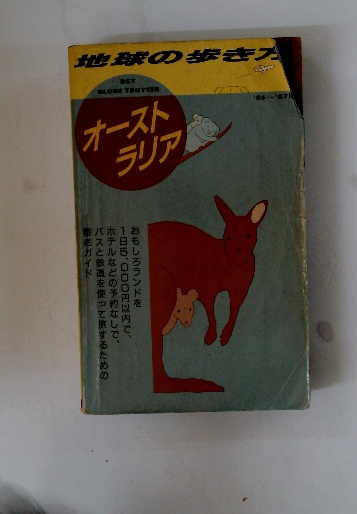 地球の歩き方
DST
GLOBE TROTTER
'86〜'87
オースト
ラリア
おもしろランドを
1日5,000円以内で、
ホテルなどの予約なしで、
バスと鉄道を使って旅するための
徹底ガイド